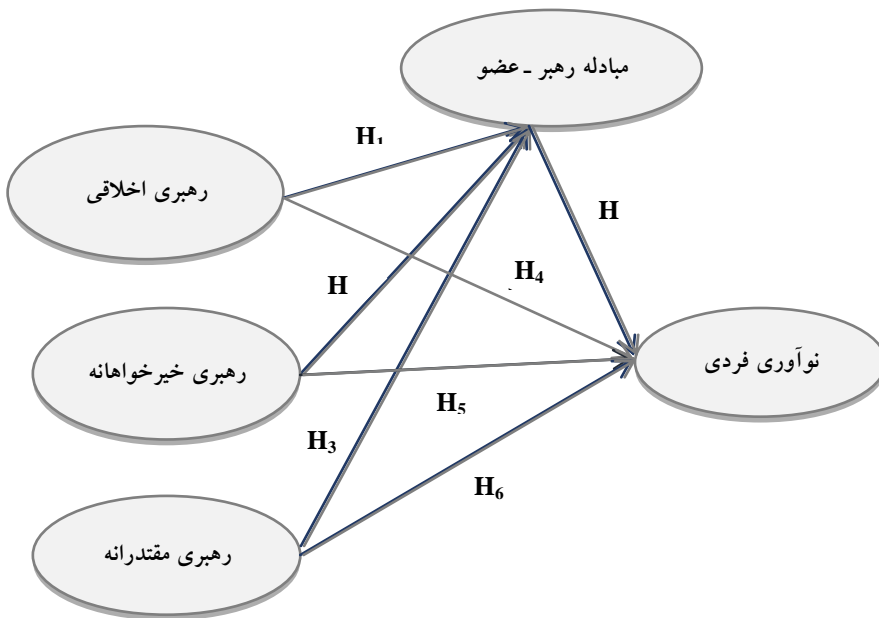 مبادله رهبر ـ عضو
H₁
رهبری اخلاقی
H
H₄
H
نوآوری فردی
رهبری خیرخواهانه
H₅
H₃
H₆
رهبری مقتدرانه